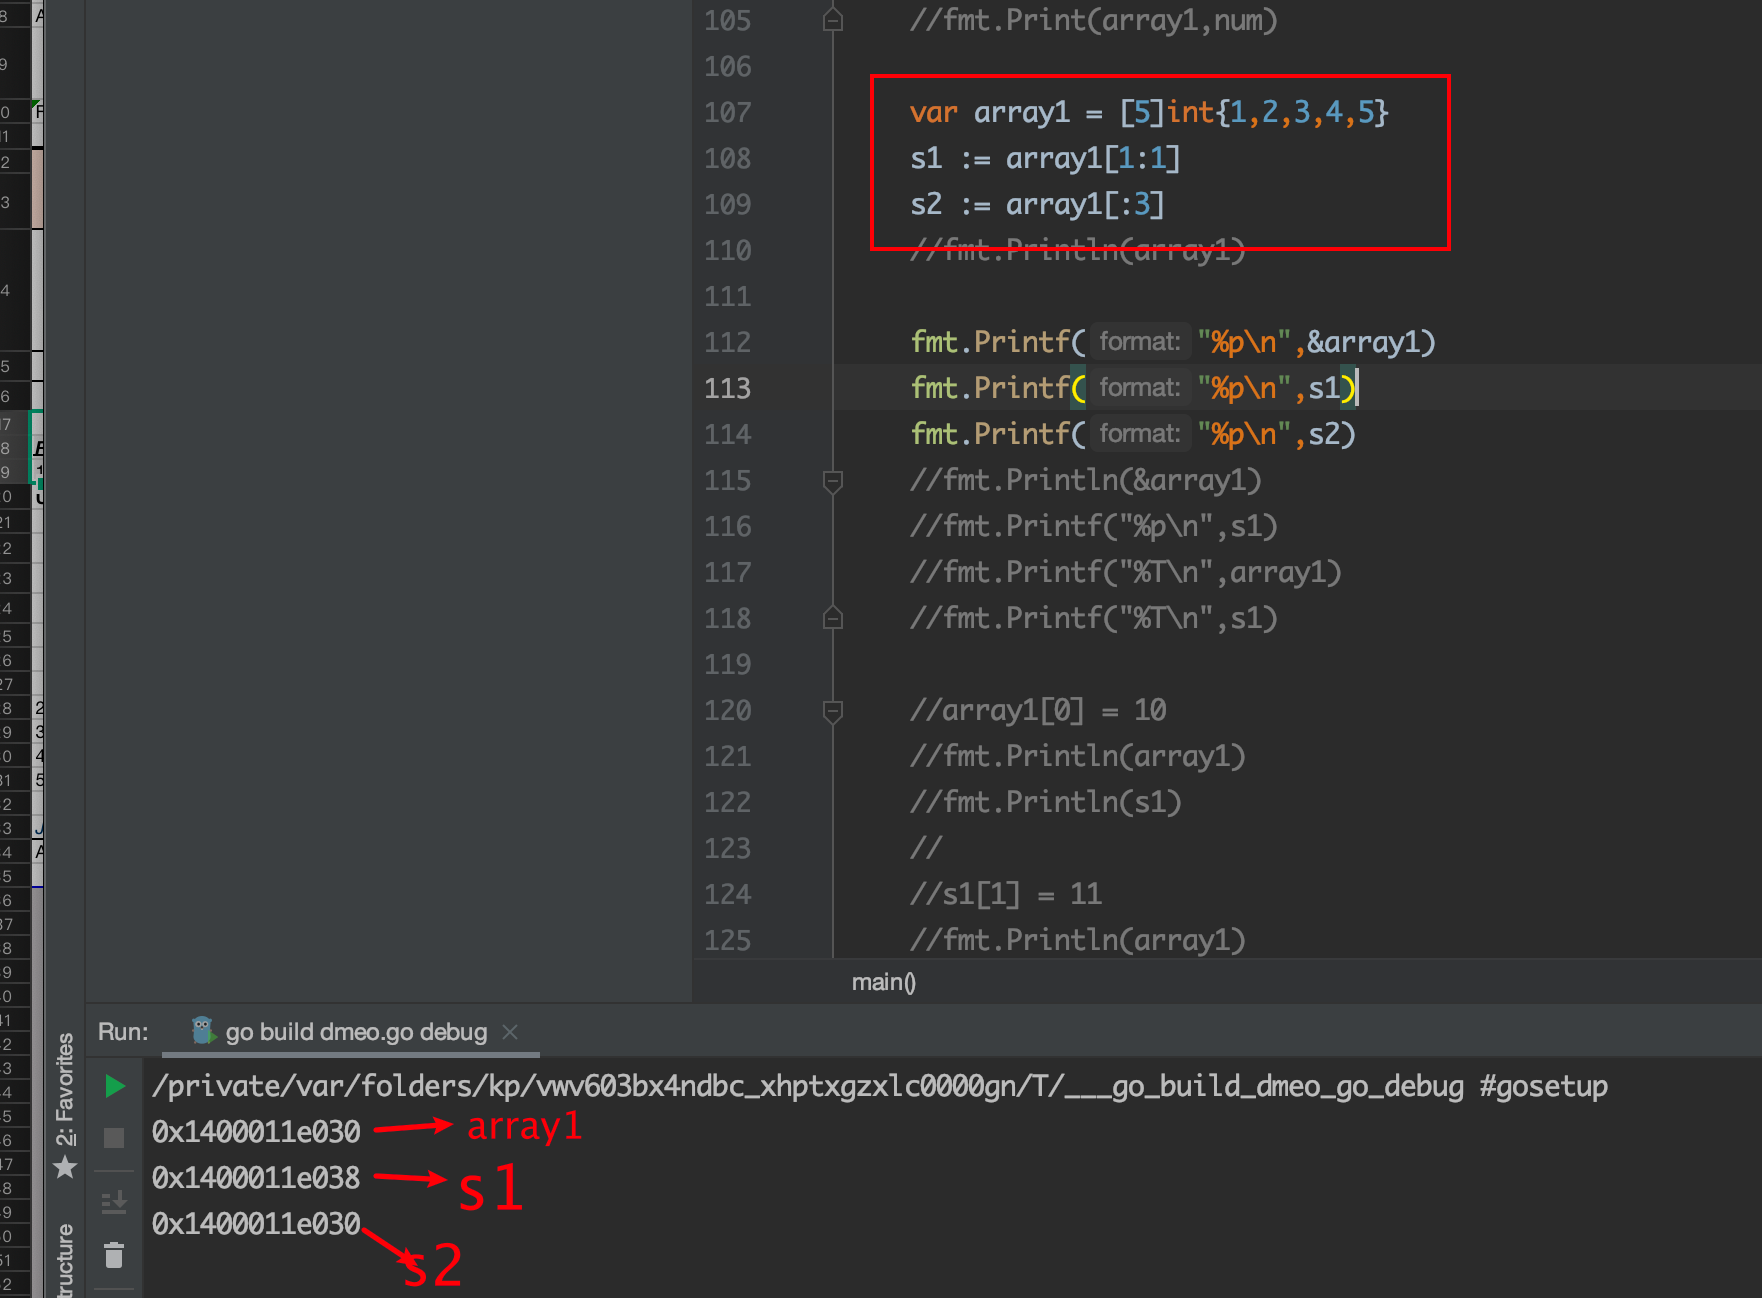 105 //fmt.Print(array1,num)
106
107 var array1 = [5]int{1,2,3,4,5}
108 s1 := array1[1:1]
109 s2 := array1[:3]
110 //fmt.Println(array1)
111
112 fmt.Printf( format: "%p\n",&array1)
113 fmt.Printf( format: "%p\n",s1)
114 fmt.Printf( format: "%p\n",s2)
115 //fmt.Println(&array1)
116 //fmt.Printf("%p\n",s1)
117 //fmt.Printf("%T\n",array1)
118 //fmt.Printf("%T\n",s1)
119
120 //array1[0] = 10
121 //fmt.Println(array1)
122 //fmt.Println(s1)
123 //
124 //s1[1] = 11
125 //fmt.Println(array1)
main()
Run: go build dmeo.go debug
/private/var/folders/kp/vwv603bx4ndbc_xhptxgzxlc0000gn/T/___go_build_dmeo_go_debug #gosetup
0x1400011e030 array1
0x1400011e038 s1
0x1400011e030
s2
2: Favorites